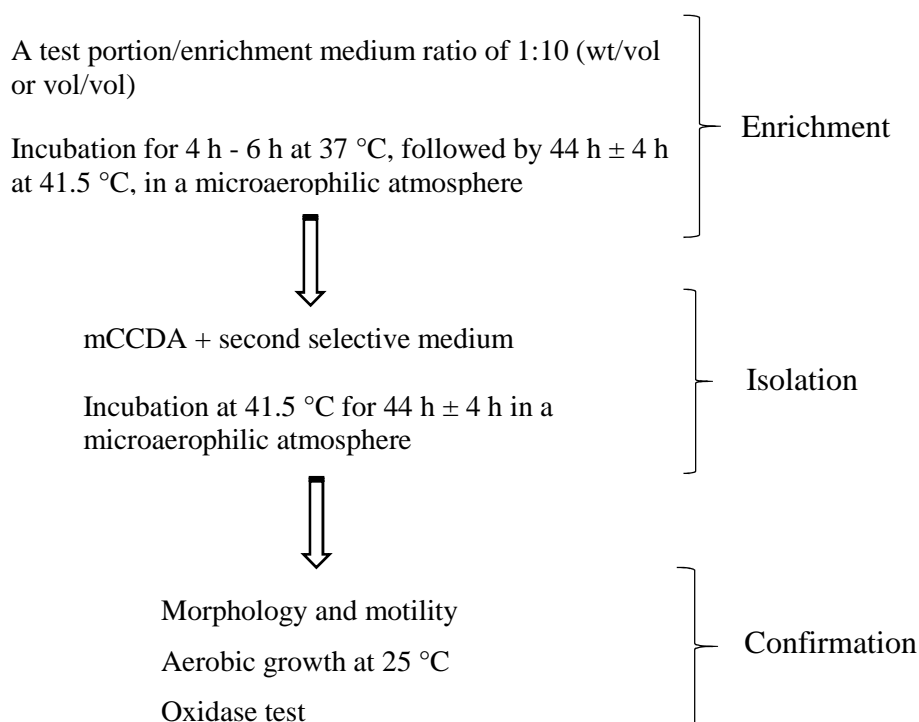 A test portion/enrichment medium ratio of 1:10 (wt/vol
or vol/vol)
Enrichment
Incubation for 4 h - 6 h at 37 °C, followed by 44 h ± 4 h
at 41.5 °C, in a microaerophilic atmosphere
mCCDA + second selective medium
Isolation
Incubation at 41.5 °C for 44 h ± 4 h in a
microaerophilic atmosphere
Morphology and motility
Confirmation
Aerobic growth at 25 °C
Oxidase test